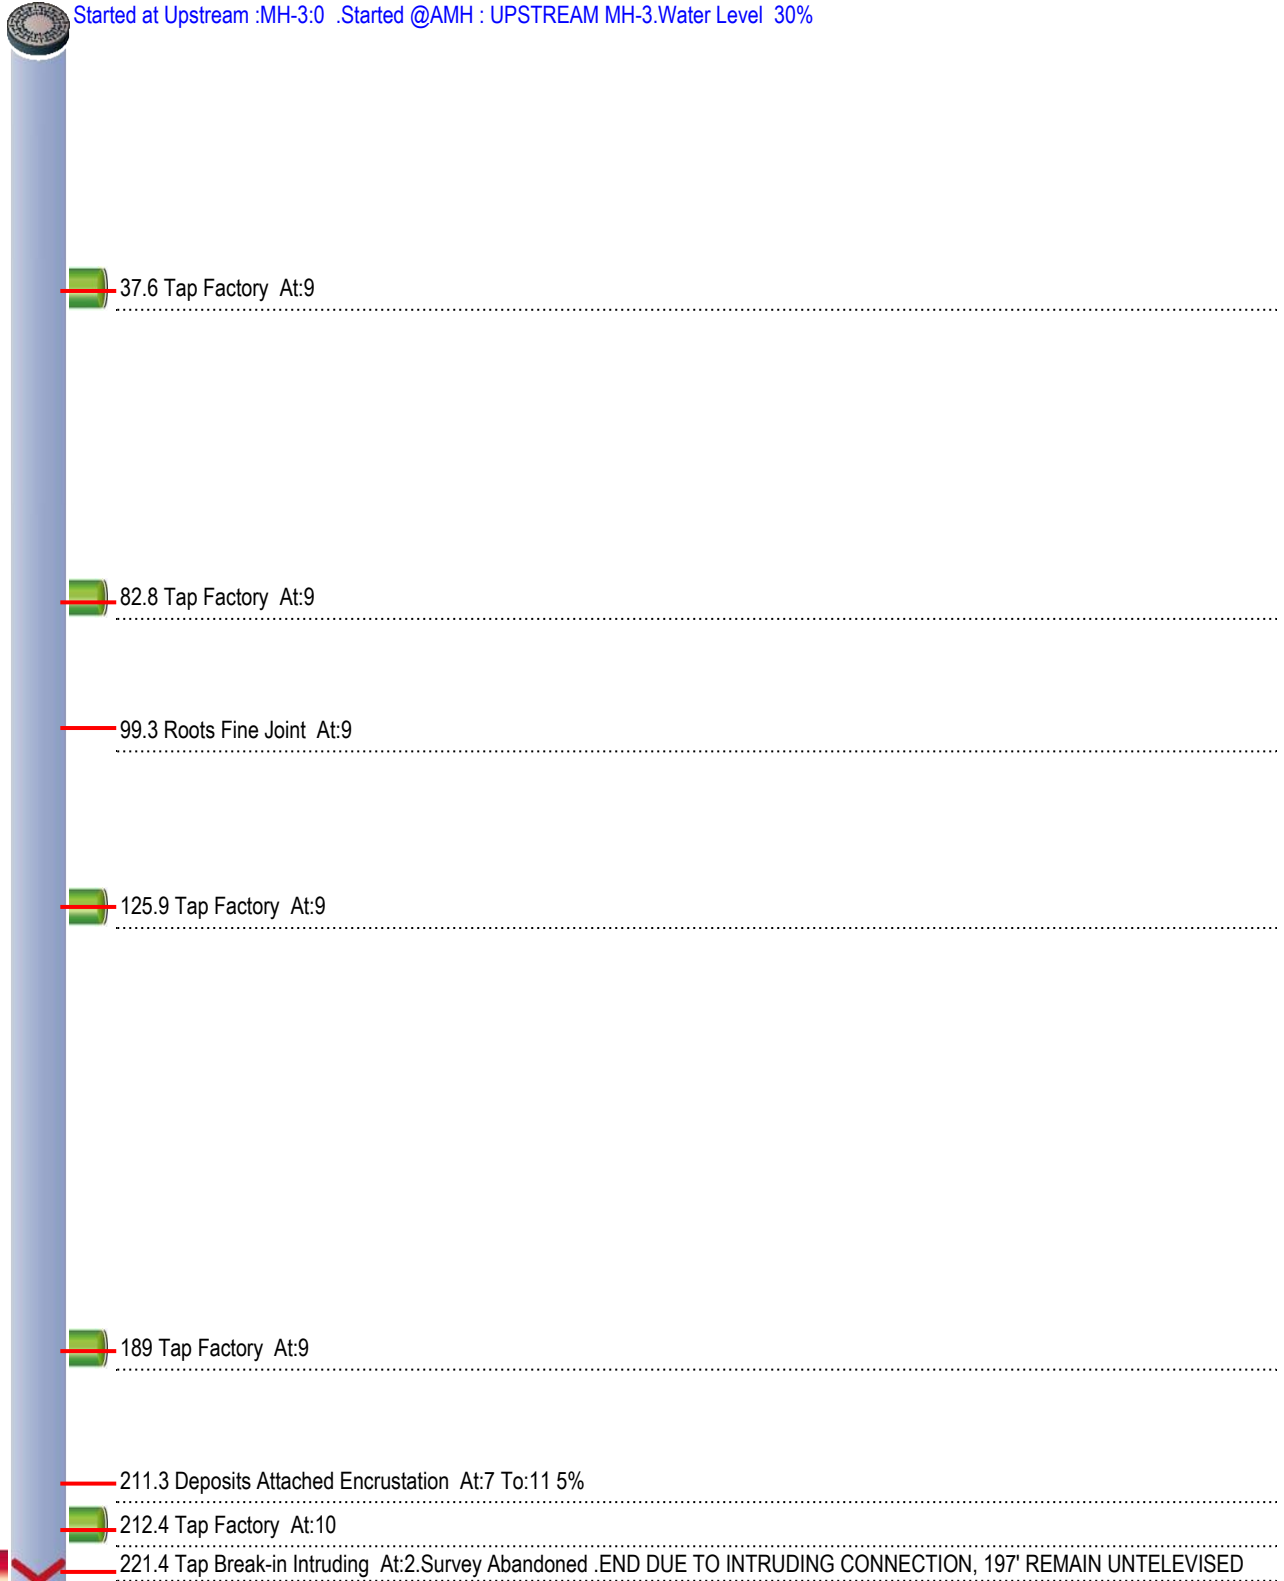 Started at Upstream :MH-3:0 .Started @AMH : UPSTREAM MH-3.Water Level 30%
37.6 Tap Factory At:9
82.8 Tap Factory At:9
99.3 Roots Fine Joint At:9
125.9 Tap Factory At:9
189 Tap Factory At:9
211.3 Deposits Attached Encrustation At:7 To:11 5%
212.4 Tap Factory At:10
221.4 Tap Break-in Intruding At:2.Survey Abandoned .END DUE TO INTRUDING CONNECTION, 197' REMAIN UNTELEVISED